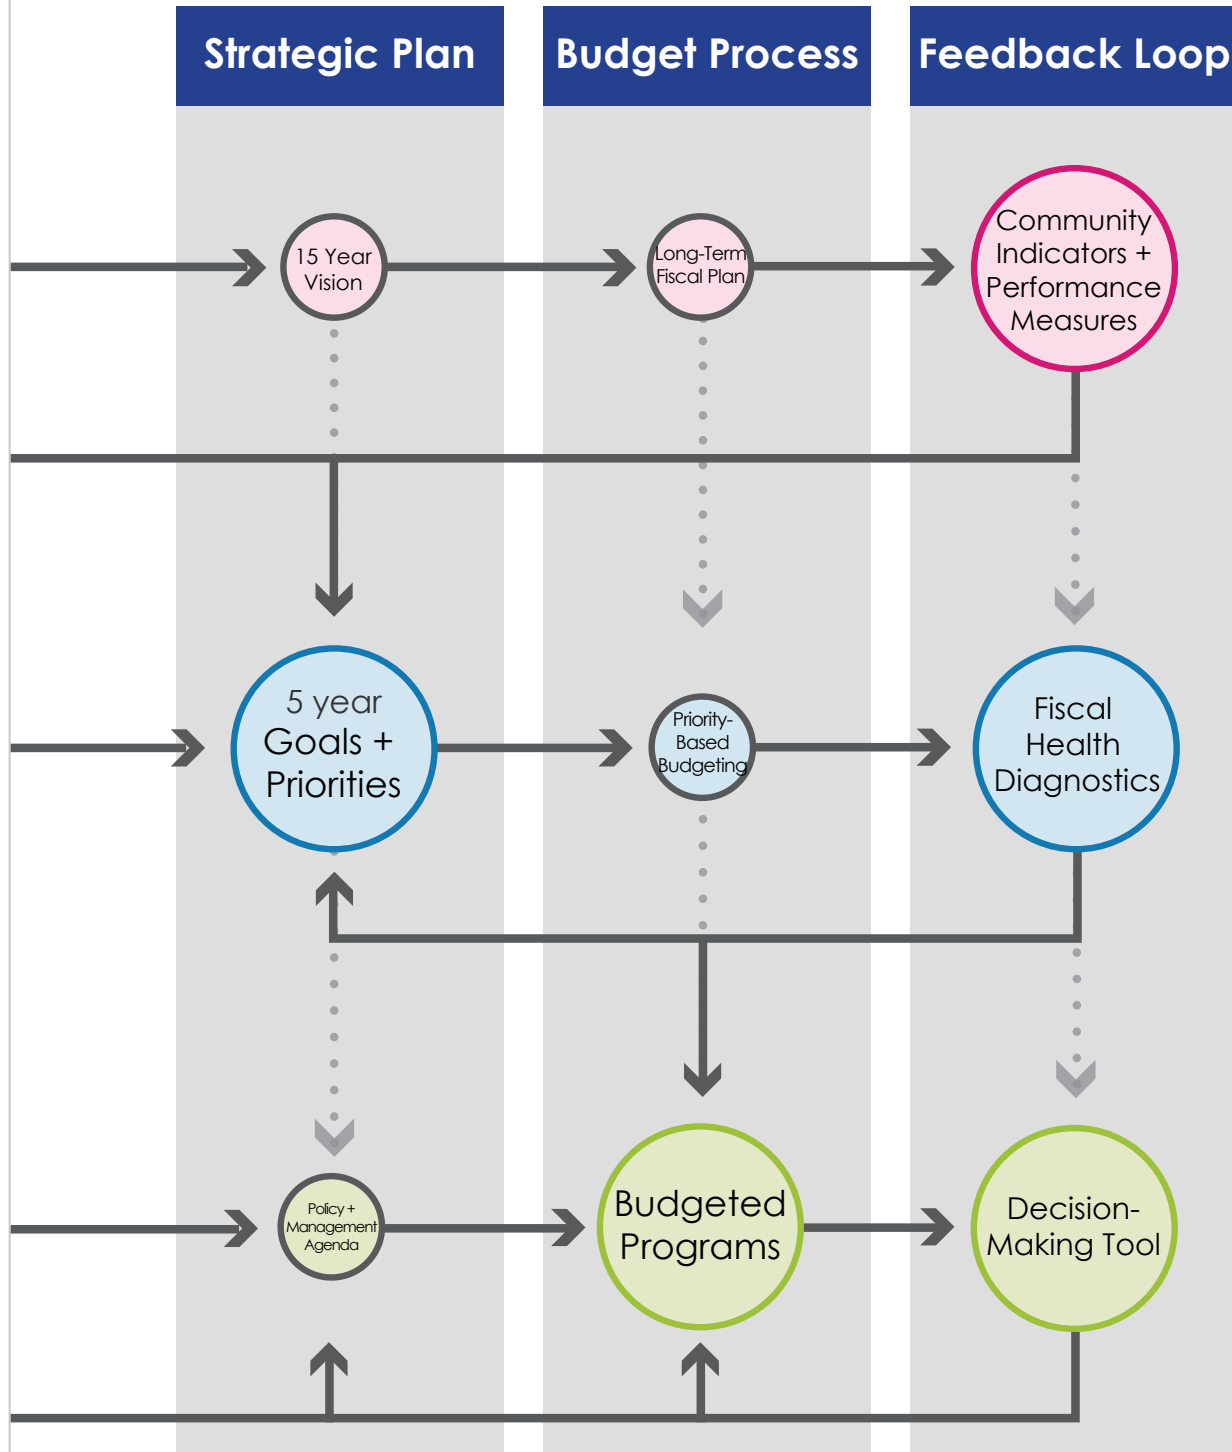 Strategic Plan
Budget Process
Feedback Loop
15 Year
Vision
Long-Term
Fiscal Plan
Community
Indicators +
Performance
Measures
5 year
Goals +
Priorities
Priority-
Based
Budgeting
Fiscal
Health
Diagnostics
Policy +
Management
Agenda
Budgeted
Programs
Decision-
Making Tool